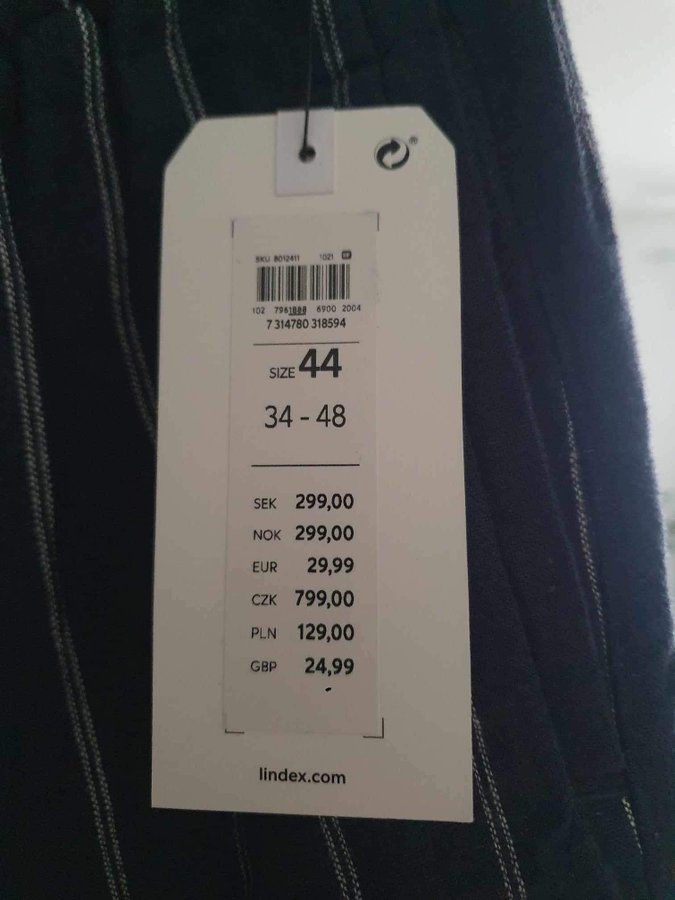 SKU 8012411 1021
102 7961888 6900 2004
7 314780 318594
SIZE 44
34 - 48
SEK 299,00
NOK 299,00
EUR 29,99
CZK 799,00
PLN 129,00
GBP 24,99
lindex.com